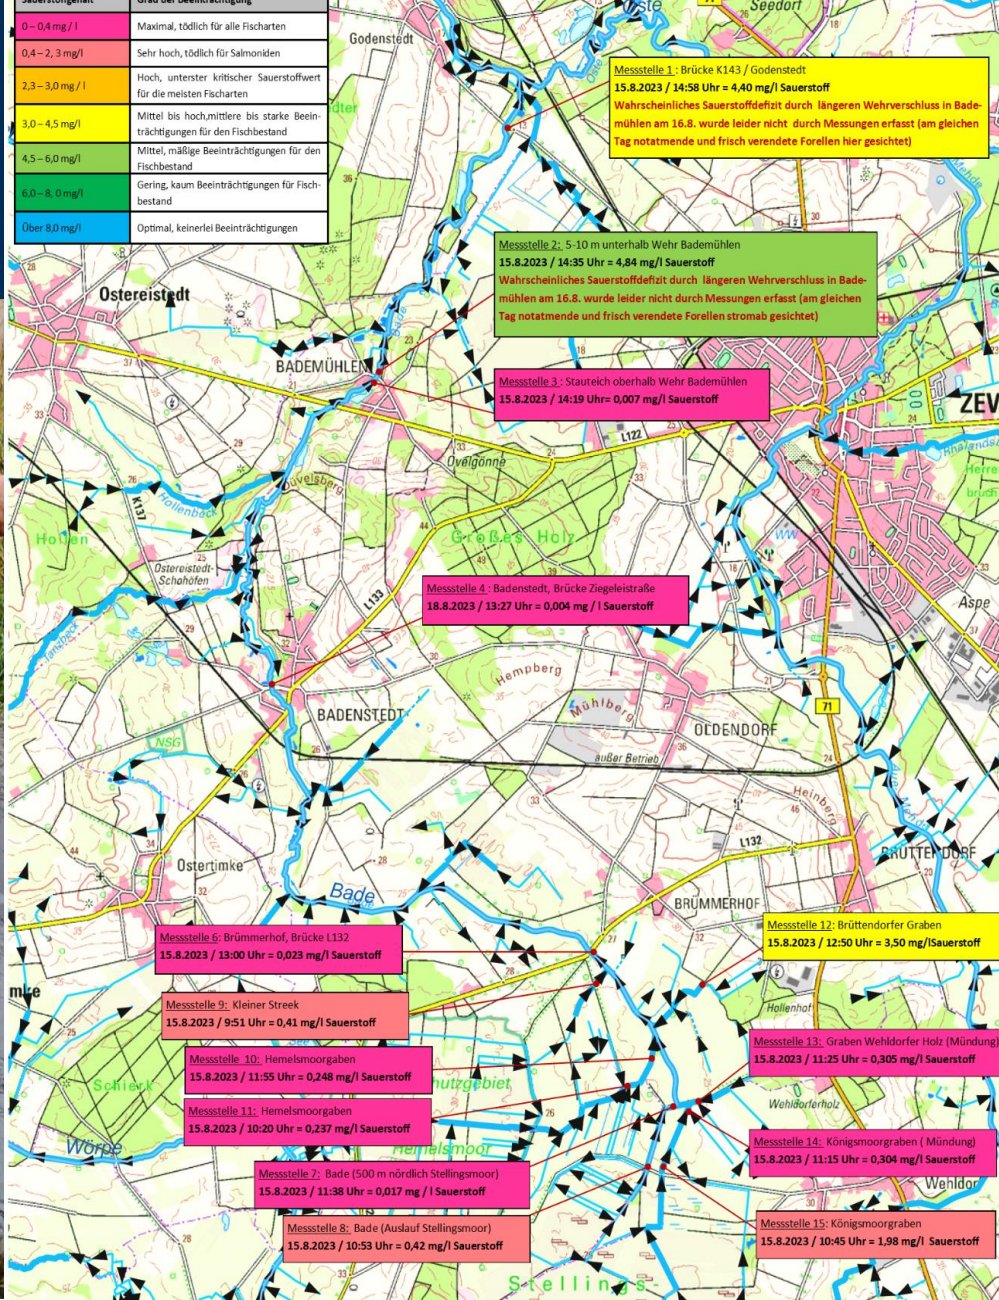 Sauerstoffgehalt Grad der Beeinträchtigung
0 – 0,4 mg / l Maximal, tödlich für alle Fischarten
0,4 – 2, 3 mg/l Sehr hoch, tödlich für Salmoniden
2,3 – 3,0 mg / l Hoch, unterster kritischer Sauerstoffwert
für die meisten Fischarten
3,0 – 4,5 mg/l Mittel bis hoch,mittlere bis starke Beein-
trächtigungen für den Fischbestand
4,5 – 6,0 mg/l Mittel, mäßige Beeinträchtigungen für den
Fischbestand
6,0 – 8, 0 mg/l Gering, kaum Beeinträchtigungen für Fisch-
bestand
Über 8,0 mg/l Optimal, keinerlei Beeinträchtigungen
Oste
Seedorf
Godenstedt
Oste
Messstelle 1 : Brücke K143 / Godenstedt
15.8.2023 / 14:58 Uhr = 4,40 mg/l Sauerstoff
Wahrscheinliches Sauerstoffdefizit durch längeren Wehrverschluss in Bade-
mühlen am 16.8. wurde leider nicht durch Messungen erfasst (am gleichen
Tag notatmende und frisch verendete Forellen hier gesichtet)
Mehde
Messstelle 2: 5-10 m unterhalb Wehr Bademühlen
15.8.2023 / 14:35 Uhr = 4,84 mg/l Sauerstoff
Wahrscheinliches Sauerstoffdefizit durch längeren Wehrverschluss in Bade-
mühlen am 16.8. wurde leider nicht durch Messungen erfasst (am gleichen
Tag notatmende und frisch verendete Forellen stromab gesichtet)
Ostereistedt
Bade
BADEMÜHLEN
Messstelle 3 : Stauteich oberhalb Wehr Bademühlen
15.8.2023 / 14:19 Uhr= 0,007 mg/l Sauerstoff
ZEV
L122
Ovelgönne
Düvelsberg
K137
Hollenbeck
Hollen
Großes Holz
WW
Ostereistedt-
Schohöfen
Messstelle 4 : Badenstedt, Brücke Ziegeleistraße
18.8.2023 / 13:27 Uhr = 0,004 mg / l Sauerstoff
Aspe
L133
Hempberg
Mühlberg
BADENSTEDT
OLDENDORF
71
NSG
außer Betrieb
Heinberg
L132
Ostertimke
BRÜTTENDORF
Bade
BRÜMMERHOF
Messstelle 12: Brüttendorfer Graben
15.8.2023 / 12:50 Uhr = 3,50 mg/lSauerstoff
Messstelle 6: Brümmerhof, Brücke L132
15.8.2023 / 13:00 Uhr = 0,023 mg/l Sauerstoff
Hollenhof
Messstelle 9: Kleiner Streek
15.8.2023 / 9:51 Uhr = 0,41 mg/l Sauerstoff
Messstelle 13: Graben Wehldorfer Holz (Mündung)
15.8.2023 / 11:25 Uhr = 0,305 mg/l Sauerstoff
Messstelle 10: Hemelsmoorgaben
15.8.2023 / 11:55 Uhr = 0,248 mg/l Sauerstoff
Schierk
hutzgebiet
Wehldorferholz
Messstelle 11: Hemelsmoorgaben
15.8.2023 / 10:20 Uhr = 0,237 mg/l Sauerstoff
Wörpe
Hemelsmoor
Messstelle 14: Königsmoorgraben ( Mündung)
15.8.2023 / 11:15 Uhr = 0,304 mg/l Sauerstoff
Messstelle 7: Bade (500 m nördlich Stellingsmoor)
15.8.2023 / 11:38 Uhr = 0,017 mg / l Sauerstoff
Wehldor
Messstelle 8: Bade (Auslauf Stellingsmoor)
15.8.2023 / 10:53 Uhr = 0,42 mg/l Sauerstoff
Messstelle 15: Königsmoorgraben
15.8.2023 / 10:45 Uhr = 1,98 mg/l Sauerstoff
Stellings-